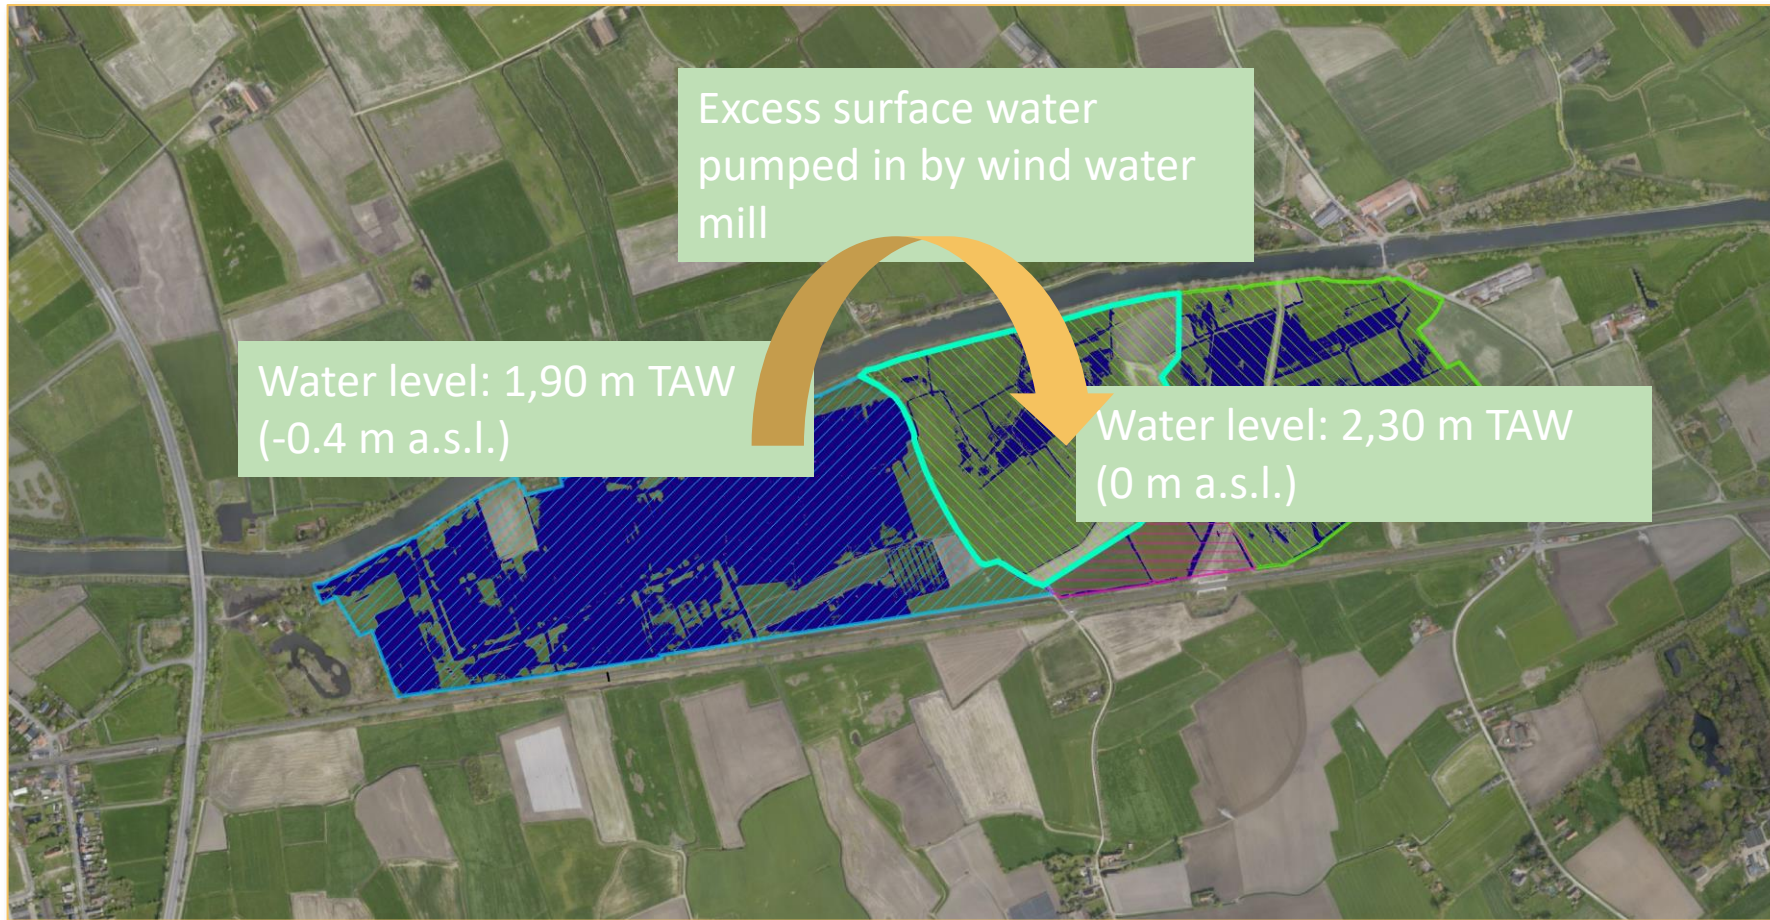 Excess surface water
pumped in by wind water
mill
Water level: 1,90 m TAW
(-0.4 m a.s.l.)
Water level: 2,30 m TAW
(0 m a.s.l.)